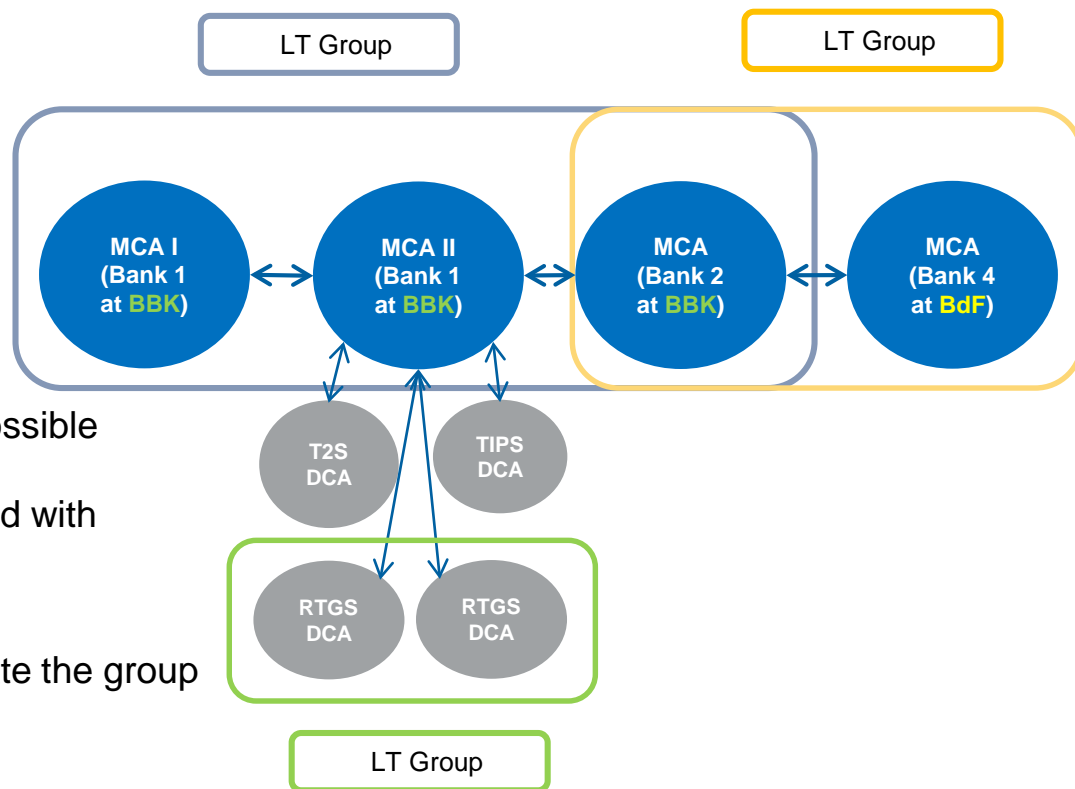 LT Group
LT Group
MCA I
(Bank 1
at BBK)
MCA II
(Bank 1
at BBK)
MCA
(Bank 2
at BBK)
MCA
(Bank 4
at BdF)
ossible
d with
te the group
T2S
DCA
TIPS
DCA
RTGS
DCA
RTGS
DCA
LT Group